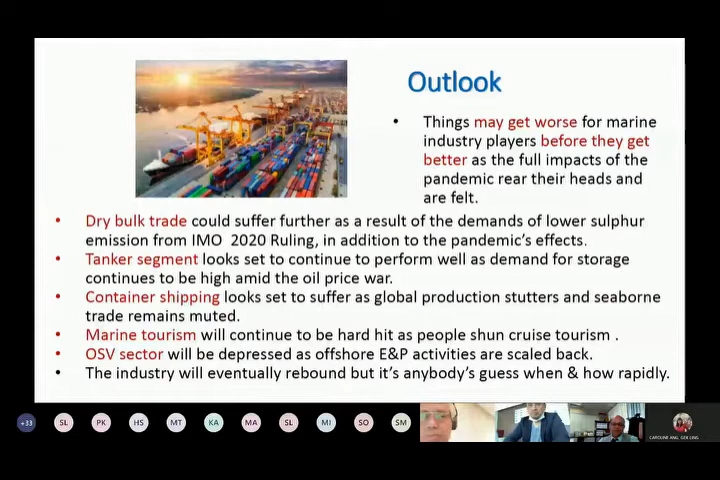 Outlook
• Things may get worse for marine
industry players before they get
better as the full impacts of the
pandemic rear their heads and
are felt.
• Dry bulk trade could suffer further as a result of the demands of lower sulphur
emission from IMO 2020 Ruling, in addition to the pandemic's effects.
• Tanker segment looks set to continue to perform well as demand for storage
continues to be high amid the oil price war.
• Container shipping looks set to suffer as global production stutters and seaborne
trade remains muted.
• Marine tourism will continue to be hard hit as people shun cruise tourism .
• OSV sector will be depressed as offshore E&P activities are scaled back.
• The industry will eventually rebound but it's anybody's guess when & how rapidly.
+33 SL PK HS MT KA MA SL MI SO SM
CAROLINE ANG, GEK LING